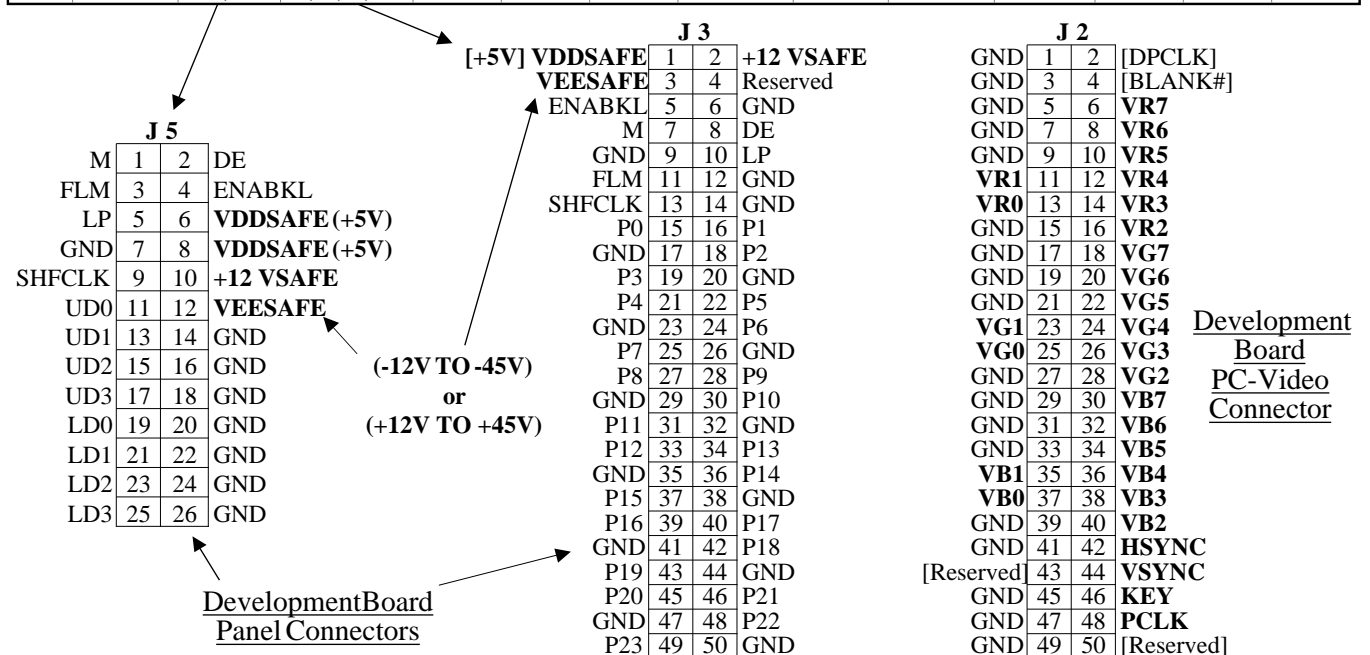 J 5
M 1 2 DE
FLM 3 4 ENABKL
LP 5 6 VDDSAFE (+5V)
GND 7 8 VDDSAFE (+5V)
SHFCLK 9 10 +12 VSAFE
UD0 11 12 VEESAFE
UD1 13 14 GND
UD2 15 16 GND
UD3 17 18 GND
LD0 19 20 GND
LD1 21 22 GND
LD2 23 24 GND
LD3 25 26 GND
(-12V TO -45V)
or
(+12V TO +45V)
DevelopmentBoard
Panel Connectors
J 3
[+5V] VDDSAFE 1 2 +12 VSAFE
VEESAFE 3 4 Reserved
ENABKL 5 6 GND
M 7 8 DE
GND 9 10 LP
FLM 11 12 GND
SHFCLK 13 14 GND
P0 15 16 P1
GND 17 18 P2
P3 19 20 GND
P4 21 22 P5
GND 23 24 P6
P7 25 26 GND
P8 27 28 P9
GND 29 30 P10
P11 31 32 GND
P12 33 34 P13
GND 35 36 P14
P15 37 38 GND
P16 39 40 P17
GND 41 42 P18
P19 43 44 GND
P20 45 46 P21
GND 47 48 P22
P23 49 50 GND
J 2
GND 1 2 [DPCLK]
GND 3 4 [BLANK#]
GND 5 6 VR7
GND 7 8 VR6
GND 9 10 VR5
VR1 11 12 VR4
VR0 13 14 VR3
GND 15 16 VR2
GND 17 18 VG7
GND 19 20 VG6
GND 21 22 VG5
VG1 23 24 VG4
VG0 25 26 VG3
GND 27 28 VG2
GND 29 30 VB7
GND 31 32 VB6
GND 33 34 VB5
VB1 35 36 VB4
VB0 37 38 VB3
GND 39 40 VB2
GND 41 42 HSYNC
[Reserved] 43 44 VSYNC
GND 45 46 KEY
GND 47 48 PCLK
GND 49 50 [Reserved]
Development
Board
PC-Video
Connector